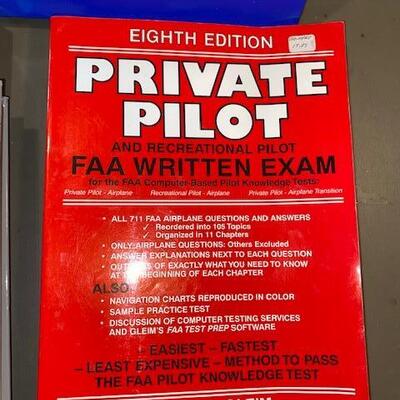 EIGHTH EDITION
PRIVATE
PILOT
AND RECREATIONAL PILOT
FAA WRITTEN EXAM
for the FAA Computer-Based Pilot Knowledge Tests:
Private Pilot - Airplane Recreational Pilot - Airplane Private Pilot - Airplane Transition
• ALL 711 FAA AIRPLANE QUESTIONS AND ANSWERS
✓ Reordered into 105 Topics
✓ Organized in 11 Chapters
• ONLY AIRPLANE QUESTIONS: Others Excluded
• ANSWER EXPLANATIONS NEXT TO EACH QUESTION
• OUTLINES OF EXACTLY WHAT YOU NEED TO KNOW
AT THE BEGINNING OF EACH CHAPTER
ALSO:
• NAVIGATION CHARTS REPRODUCED IN COLOR
• SAMPLE PRACTICE TEST
• DISCUSSION OF COMPUTER TESTING SERVICES
AND GLEIM'S FAA TEST PREP SOFTWARE
– EASIEST – FASTEST
– LEAST EXPENSIVE – METHOD TO PASS
THE FAA PILOT KNOWLEDGE TEST